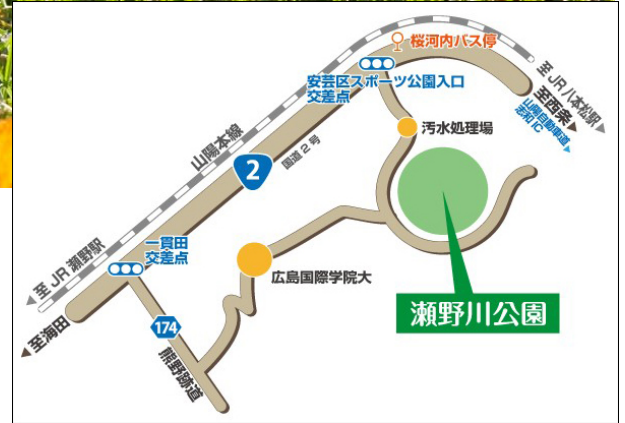 桜河内バス停
安芸区スポーツ公園入口
交差点
至JR八本松駅
至西条
山陽自動車道
志和IC
汚水処理場
山陽本線
2
国道2号
一貫田
交差点
至JR瀬野駅
広島国際学院大
瀬野川公園
至海田
174
熊野跡道